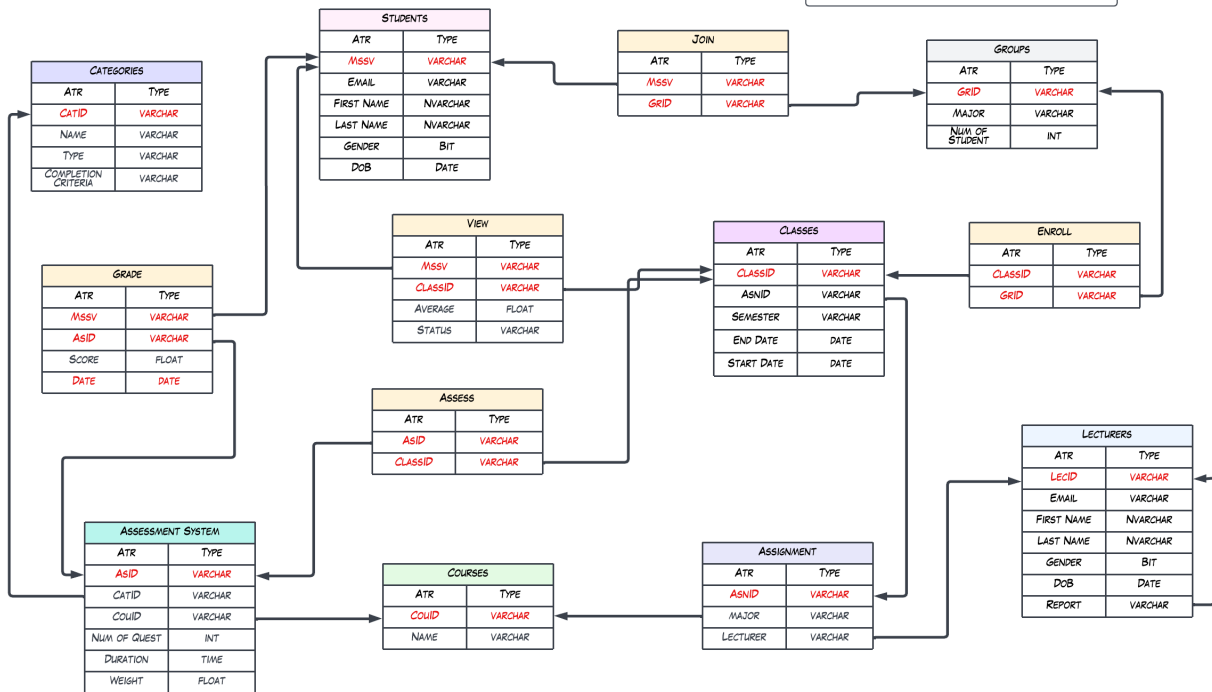 Students
Atr Type
Mssv varchar
Email varchar
First Name Nvarchar
Last Name Nvarchar
Gender Bit
DoB Date
Join
Atr Type
Mssv varchar
GRID varchar
Groups
Atr Type
GRID varchar
Major varchar
Num of Student int
Categories
Atr Type
CatID varchar
Name varchar
Type varchar
Completion Criteria varchar
View
Atr Type
Mssv varchar
ClassID varchar
Average float
Status varchar
Classes
Atr Type
ClassID varchar
AsnID varchar
Semester varchar
End Date date
Start Date date
Enroll
Atr Type
ClassID varchar
GRID varchar
Grade
Atr Type
Mssv varchar
AsID varchar
Score float
Date date
Assess
Atr Type
AsID varchar
ClassID varchar
Lecturers
Atr Type
LecID varchar
Email varchar
First Name Nvarchar
Last Name Nvarchar
Gender Bit
DoB Date
Report varchar
Assessment System
Atr Type
AsID varchar
CatID varchar
CouID varchar
Num of Quest int
Duration time
Weight float
Courses
Atr Type
CouID varchar
Name varchar
Assignment
Atr Type
AsnID varchar
major varchar
Lecturer varchar